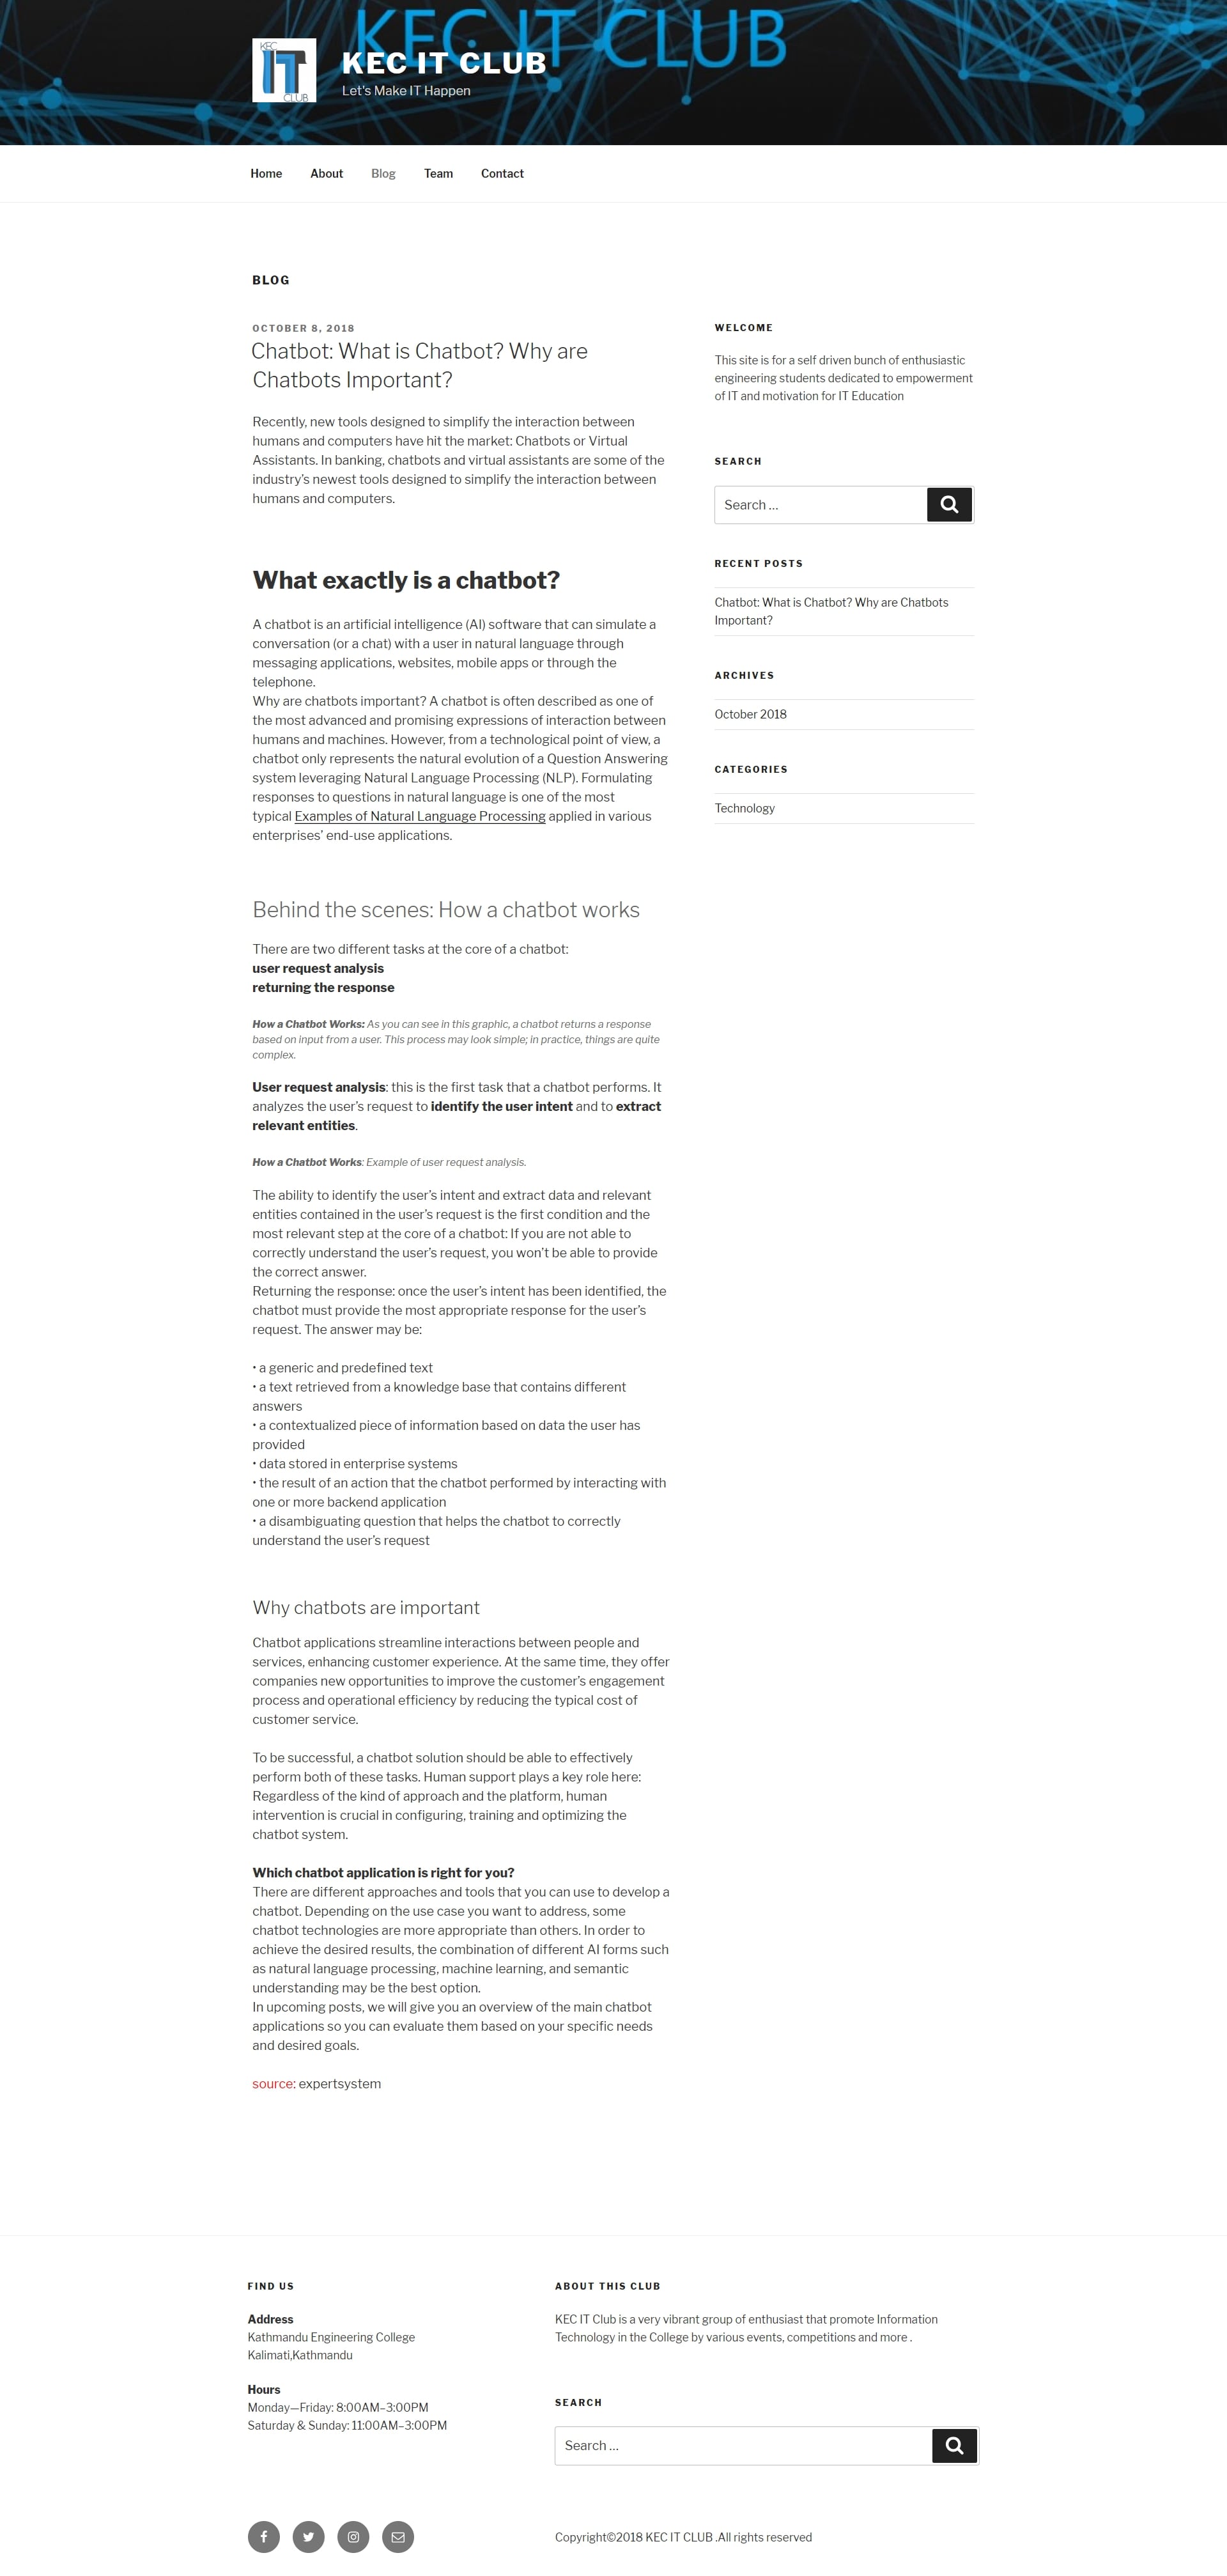 KEC IT CLUB
KEC
IT
CLUB
KEC IT CLUB
Let's Make IT Happen
Home About Blog Team Contact
BLOG
OCTOBER 8, 2018
Chatbot: What is Chatbot? Why are
Chatbots Important?
Recently, new tools designed to simplify the interaction between
humans and computers have hit the market: Chatbots or Virtual
Assistants. In banking, chatbots and virtual assistants are some of the
industry’s newest tools designed to simplify the interaction between
humans and computers.
What exactly is a chatbot?
A chatbot is an artificial intelligence (AI) software that can simulate a
conversation (or a chat) with a user in natural language through
messaging applications, websites, mobile apps or through the
telephone.
Why are chatbots important? A chatbot is often described as one of
the most advanced and promising expressions of interaction between
humans and machines. However, from a technological point of view, a
chatbot only represents the natural evolution of a Question Answering
system leveraging Natural Language Processing (NLP). Formulating
responses to questions in natural language is one of the most
typical Examples of Natural Language Processing applied in various
enterprises’ end-use applications.
Behind the scenes: How a chatbot works
There are two different tasks at the core of a chatbot:
user request analysis
returning the response
How a Chatbot Works: As you can see in this graphic, a chatbot returns a response
based on input from a user. This process may look simple; in practice, things are quite
complex.
User request analysis: this is the first task that a chatbot performs. It
analyzes the user’s request to identify the user intent and to extract
relevant entities.
How a Chatbot Works: Example of user request analysis.
The ability to identify the user’s intent and extract data and relevant
entities contained in the user’s request is the first condition and the
most relevant step at the core of a chatbot: If you are not able to
correctly understand the user’s request, you won’t be able to provide
the correct answer.
Returning the response: once the user’s intent has been identified, the
chatbot must provide the most appropriate response for the user’s
request. The answer may be:
• a generic and predefined text
• a text retrieved from a knowledge base that contains different
answers
• a contextualized piece of information based on data the user has
provided
• data stored in enterprise systems
• the result of an action that the chatbot performed by interacting with
one or more backend application
• a disambiguating question that helps the chatbot to correctly
understand the user’s request
Why chatbots are important
Chatbot applications streamline interactions between people and
services, enhancing customer experience. At the same time, they offer
companies new opportunities to improve the customer’s engagement
process and operational efficiency by reducing the typical cost of
customer service.
To be successful, a chatbot solution should be able to effectively
perform both of these tasks. Human support plays a key role here:
Regardless of the kind of approach and the platform, human
intervention is crucial in configuring, training and optimizing the
chatbot system.
Which chatbot application is right for you?
There are different approaches and tools that you can use to develop a
chatbot. Depending on the use case you want to address, some
chatbot technologies are more appropriate than others. In order to
achieve the desired results, the combination of different AI forms such
as natural language processing, machine learning, and semantic
understanding may be the best option.
In upcoming posts, we will give you an overview of the main chatbot
applications so you can evaluate them based on your specific needs
and desired goals.
source: expertsystem
WELCOME
This site is for a self driven bunch of enthusiastic
engineering students dedicated to empowerment
of IT and motivation for IT Education
SEARCH
Search …
RECENT POSTS
Chatbot: What is Chatbot? Why are Chatbots
Important?
ARCHIVES
October 2018
CATEGORIES
Technology
FIND US
Address
Kathmandu Engineering College
Kalimati,Kathmandu
Hours
Monday—Friday: 8:00AM–3:00PM
Saturday & Sunday: 11:00AM–3:00PM
ABOUT THIS CLUB
KEC IT Club is a very vibrant group of enthusiast that promote Information
Technology in the College by various events, competitions and more .
SEARCH
Search …
Copyright©2018 KEC IT CLUB .All rights reserved